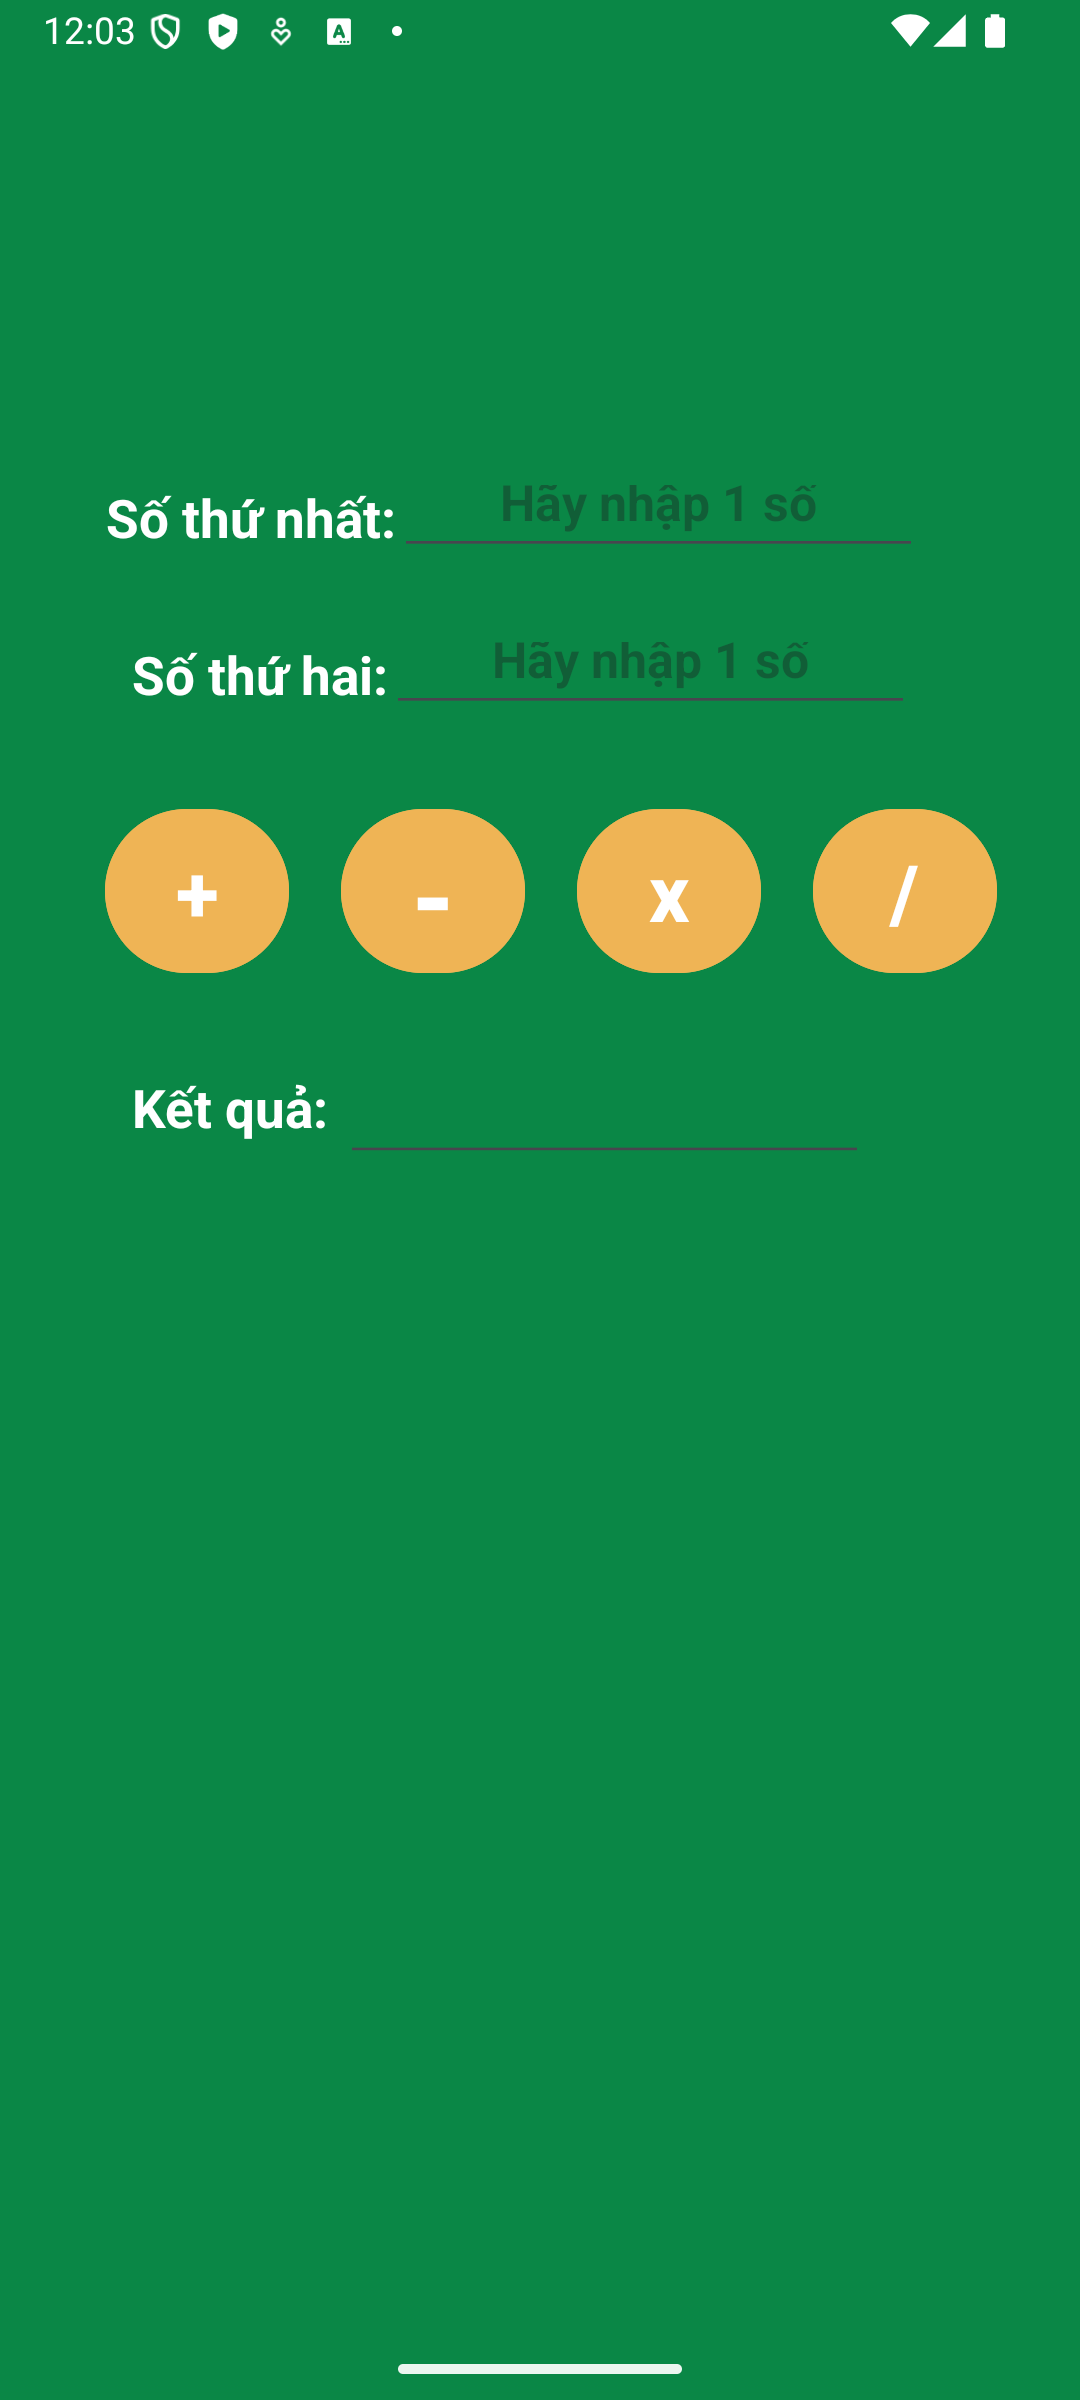 12:03
Số thứ nhất: Hãy nhập 1 số
Số thứ hai: Hãy nhập 1 số
+ - x /
Kết quả: